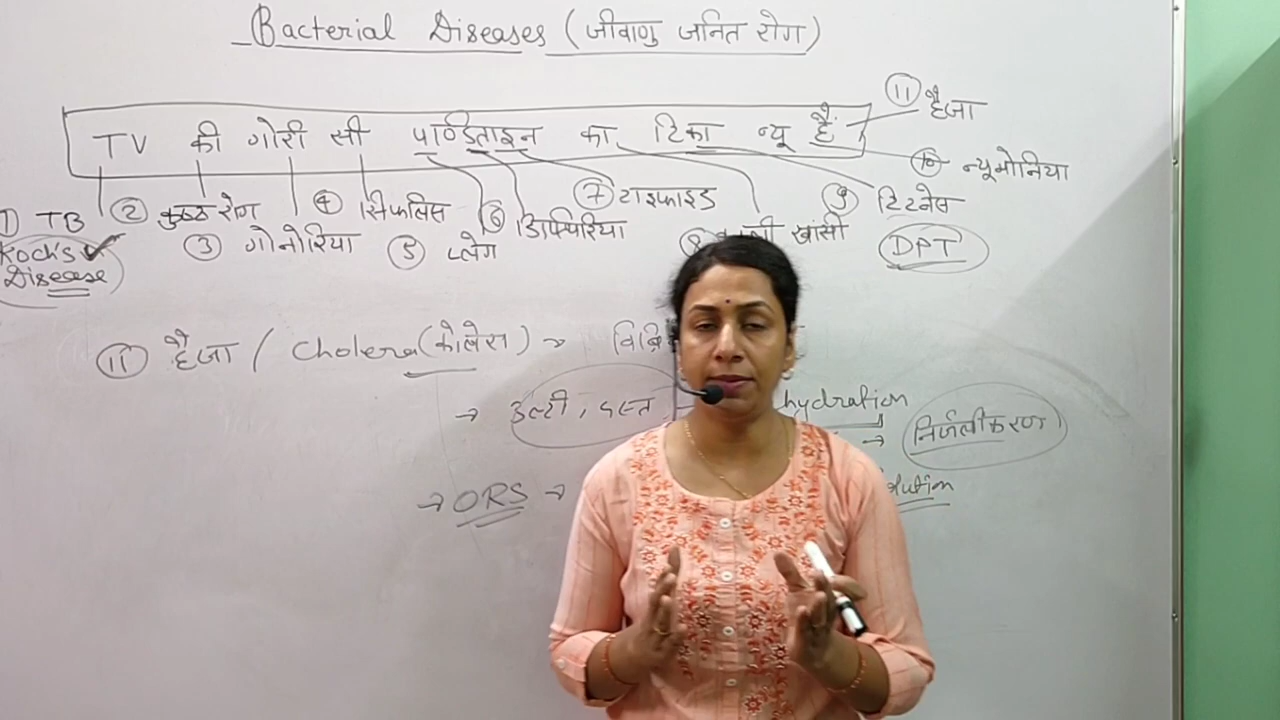 Bacterial Diseases (जीवाणु जनित रोग)
TV की गोरी सी पाण्डिताइन का टिका न्यू है
11 हैजा
10 न्यूमोनिया
1 TB 2 कुष्ठ रोग 4 सिफलिस 7 टाइफाइड 9 टिटनेस
Koch's Disease 3 गोनोरिया 5 प्लेग 6 डिप्थिरिया 8 खांसी DPT
11 हैजा / Cholera (कोलेरा) →
→ उल्टी, दस्त hydration
→ निर्जलीकरण
→ ORS →